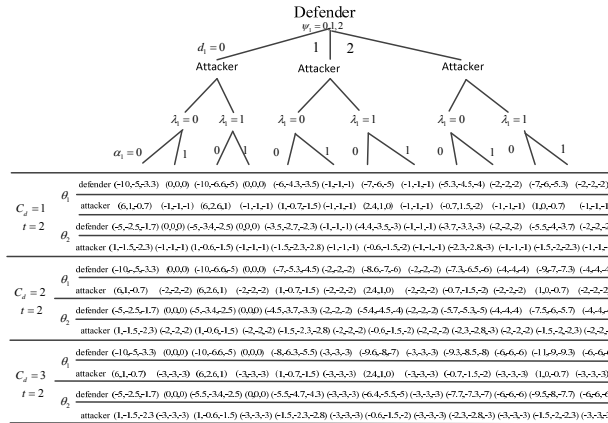 Defender
ψ₁ = 0,1,2
d₁ = 0 1 2
Attacker Attacker Attacker
λ₁ = 0 λ₁ = 1 λ₁ = 0 λ₁ = 1 λ₁ = 0 λ₁ = 1
α₁ = 0 1 0 1 0 1 0 1 0 1 0 1
C_d = 1
t = 2
θ₁
defender (-10,-5,-3.3) (0,0,0) (-10,-6.6,-5) (0,0,0) (-6,-4.3,-3.5) (-1,-1,-1) (-7,-6,-5) (-1,-1,-1) (-5.3,-4.5,-4) (-2,-2,-2) (-7,-6,-5.3) (-2,-2,-2)
attacker (6,1,-0.7) (-1,-1,-1) (6,2.6,1) (-1,-1,-1) (1,-0.7,-1.5) (-1,-1,-1) (2.4,1,0) (-1,-1,-1) (-0.7,-1.5,-2) (-1,-1,-1) (1,0,-0.7) (-1,-1,-1
θ₂
defender (-5,-2.5,-1.7) (0,0,0) (-5,-3.4,-2.5) (0,0,0) (-3.5,-2.7,-2.3) (-1,-1,-1) (-4.4,-3.5,-3) (-1,-1,-1) (-3.7,-3.3,-3) (-2,-2,-2) (-5.5,-4,-3.7) (-2,-2,-2
attacker (1,-1.5,-2.3) (-1,-1,-1) (1,-0.6,-1.5) (-1,-1,-1) (-1.5,-2.3,-2.8) (-1,-1,-1) (-0.6,-1.5,-2) (-1,-1,-1) (-2.3,-2.8,-3) (-1,-1,-1) (-1.5,-2,-2.3) (-1,-1,-1
C_d = 2
t = 2
θ₁
defender (-10,-5,-3.3) (0,0,0) (-10,-6.6,-5) (0,0,0) (-7,-5.3,-4.5) (-2,-2,-2) (-8.6,-7,-6) (-2,-2,-2) (-7.3,-6.5,-6) (-4,-4,-4) (-9,-7,-7.3) (-4,-4,-4
attacker (6,1,-0.7) (-2,-2,-2) (6,2.6,1) (-2,-2,-2) (1,-0.7,-1.5) (-2,-2,-2) (2.4,1,0) (-2,-2,-2) (-0.7,-1.5,-2) (-2,-2,-2) (1,0,-0.7) (-2,-2,-2
θ₂
defender (-5,-2.5,-1.7) (0,0,0) (-5,-3.4,-2.5) (0,0,0) (-4.5,-3.7,-3.3) (-2,-2,-2) (-5.4,-4.5,-4) (-2,-2,-2) (-5.7,-5.3,-5) (-4,-4,-4) (-7.5,-6,-5.7) (-4,-4,-4
attacker (1,-1.5,-2.3) (-2,-2,-2) (1,-0.6,-1.5) (-2,-2,-2) (-1.5,-2.3,-2.8) (-2,-2,-2) (-0.6,-1.5,-2) (-2,-2,-2) (-2.3,-2.8,-3) (-2,-2,-2) (-1.5,-2,-2.3) (-2,-2,-2
C_d = 3
t = 2
θ₁
defender (-10,-5,-3.3) (0,0,0) (-10,-6.6,-5) (0,0,0) (-8,-6.3,-5.5) (-3,-3,-3) (-9.6,-8,-7) (-3,-3,-3) (-9.3,-8.5,-8) (-6,-6,-6) (-11,-9,-9.3) (-6,-6,-6
attacker (6,1,-0.7) (-3,-3,-3) (6,2.6,1) (-3,-3,-3) (1,-0.7,-1.5) (-3,-3,-3) (2.4,1,0) (-3,-3,-3) (-0.7,-1.5,-2) (-3,-3,-3) (1,0,-0.7) (-3,-3,-3
θ₂
defender (-5,-2.5,-1.7) (0,0,0) (-5.5,-3.4,-2.5) (0,0,0) (-5.5,-4.7,-4.3) (-3,-3,-3) (-6.4,-5.5,-5) (-3,-3,-3) (-7.7,-7.3,-7) (-6,-6,-6) (-9.5,-8,-7.7) (-6,-6,-6
attacker (1,-1.5,-2.3) (-3,-3,-3) (1,-0.6,-1.5) (-3,-3,-3) (-1.5,-2.3,-2.8) (-3,-3,-3) (-0.6,-1.5,-2) (-3,-3,-3) (-2.3,-2.8,-3) (-3,-3,-3) (-1.5,-2,-2.3) (-3,-3,-3